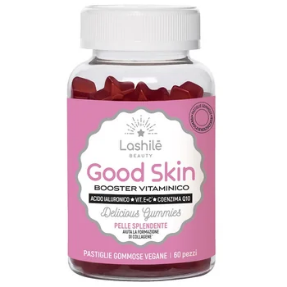 Lashilé
BEAUTY
Good Skin
BOOSTER VITAMINICO
ACIDO IALURONICO ★ VIT. E+C ★ COENZIMA Q10
Delicious Gummies
PELLE SPLENDENTE
AIUTA LA FORMAZIONE
DI COLLAGENE
PASTIGLIE GOMMOSE VEGANE | 60 pezzi